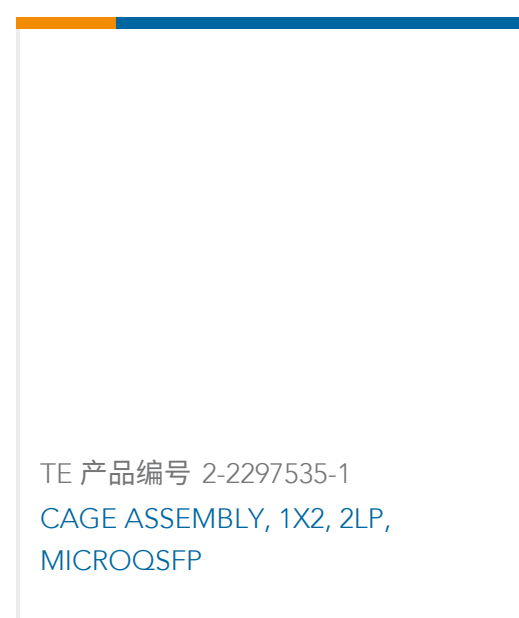 TE 产品编号 2-2297535-1
CAGE ASSEMBLY, 1X2, 2LP,
MICROQSFP